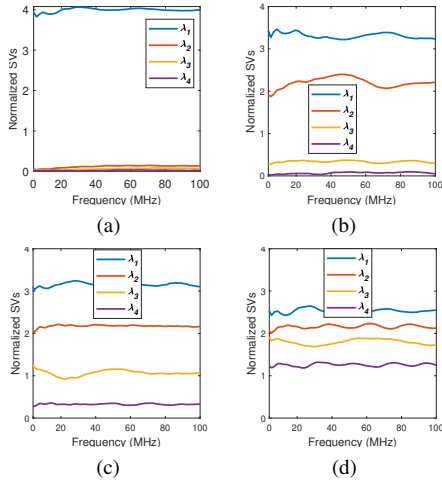 4
3
2
1
0
Normalized SVs
λ1
λ2
λ3
λ4
0 20 40 60 80 100
Frequency (MHz)
(a)
4
3
2
1
0
Normalized SVs
λ1
λ2
λ3
λ4
20 40 60 80 100
Frequency (MHz)
(b)
4
3
2
1
0
Normalized SVs
λ1
λ2
λ3
λ4
20 40 60 80 100
Frequency (MHz)
(c)
4
3
2
1
0
Normalized SVs
λ1
λ2
λ3
λ4
20 40 60 80 100
Frequency (MHz)
(d)